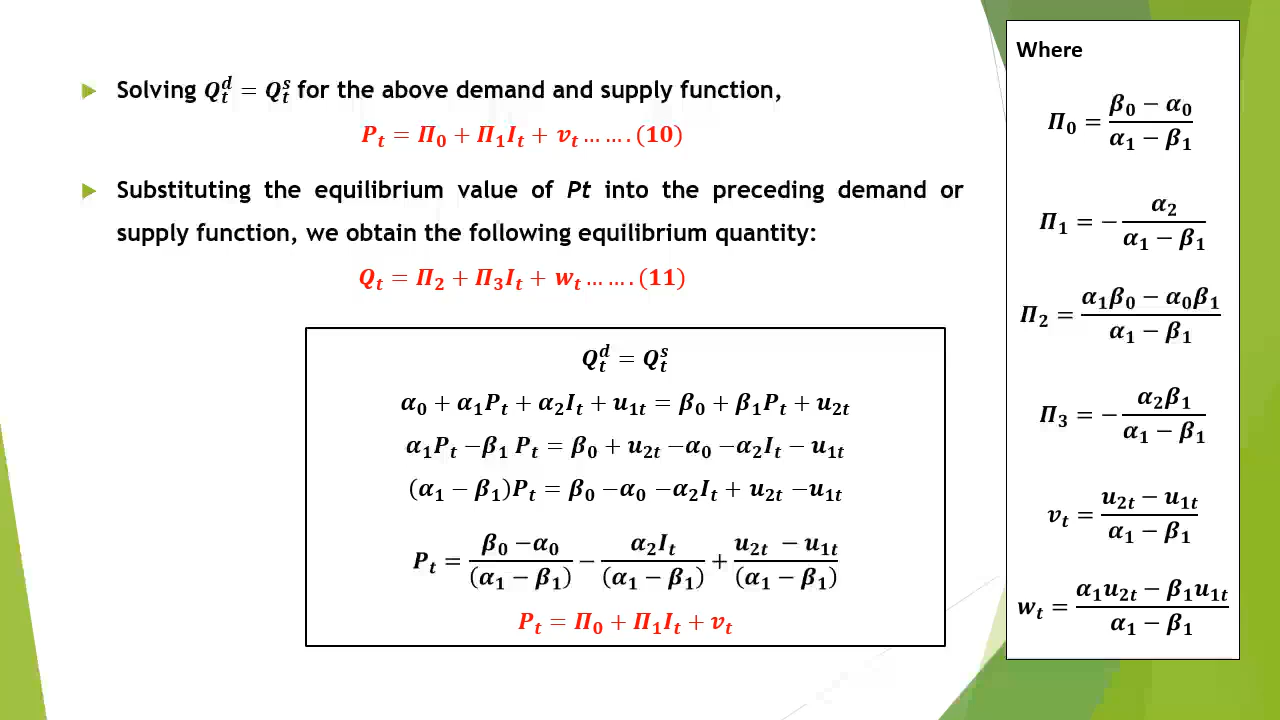 Solving Q_t^d = Q_t^s for the above demand and supply function,
P_t = Π_0 + Π_1 I_t + v_t … … . (10)
Substituting the equilibrium value of Pt into the preceding demand or
supply function, we obtain the following equilibrium quantity:
Q_t = Π_2 + Π_3 I_t + w_t … … . (11)
Q_t^d = Q_t^s
α_0 + α_1 P_t + α_2 I_t + u_1t = β_0 + β_1 P_t + u_2t
α_1 P_t − β_1 P_t = β_0 + u_2t − α_0 − α_2 I_t − u_1t
(α_1 − β_1)P_t = β_0 − α_0 − α_2 I_t + u_2t − u_1t
P_t = (β_0 − α_0)/(α_1 − β_1) − (α_2 I_t)/(α_1 − β_1) + (u_2t − u_1t)/(α_1 − β_1)
P_t = Π_0 + Π_1 I_t + v_t
Where
Π_0 = (β_0 − α_0)/(α_1 − β_1)
Π_1 = − α_2/(α_1 − β_1)
Π_2 = (α_1 β_0 − α_0 β_1)/(α_1 − β_1)
Π_3 = − (α_2 β_1)/(α_1 − β_1)
v_t = (u_2t − u_1t)/(α_1 − β_1)
w_t = (α_1 u_2t − β_1 u_1t)/(α_1 − β_1)